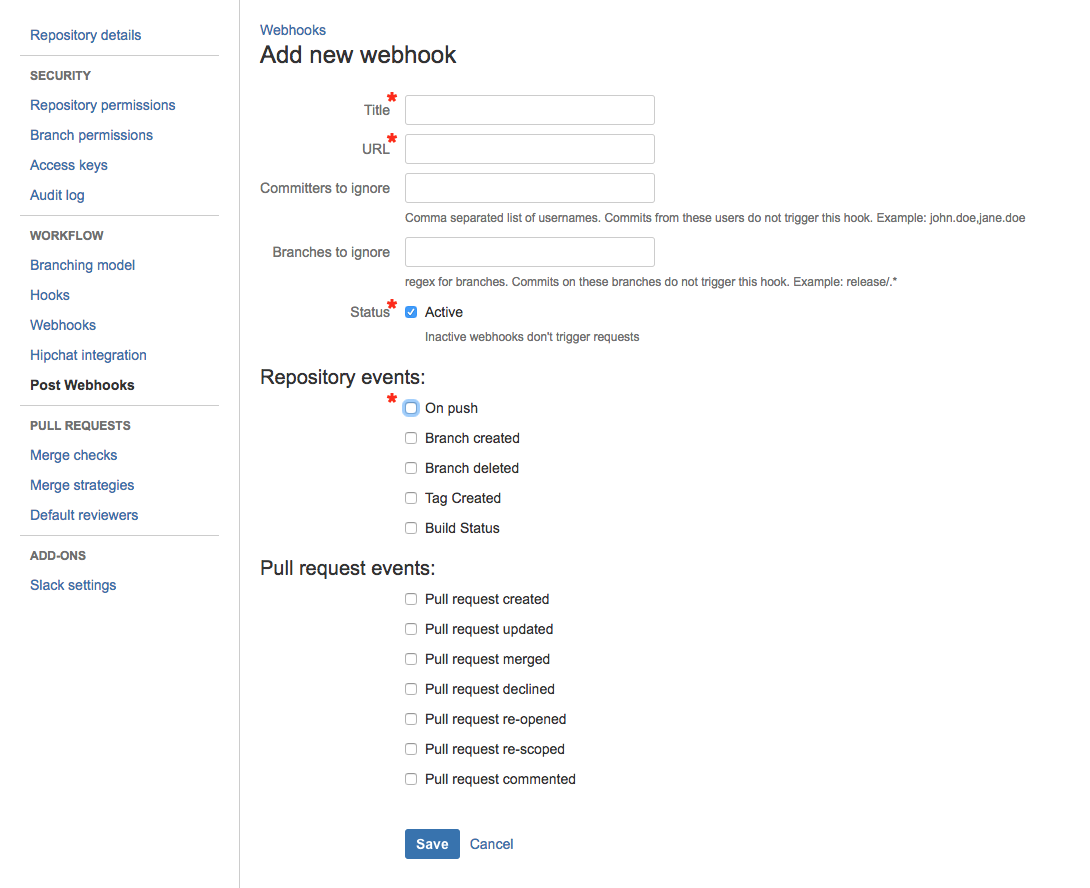 Repository details
SECURITY
Repository permissions
Branch permissions
Access keys
Audit log
WORKFLOW
Branching model
Hooks
Webhooks
Hipchat integration
Post Webhooks
PULL REQUESTS
Merge checks
Merge strategies
Default reviewers
ADD-ONS
Slack settings
Webhooks
Add new webhook
Title*
URL*
Committers to ignore
Comma separated list of usernames. Commits from these users do not trigger this hook. Example: john.doe,jane.doe
Branches to ignore
regex for branches. Commits on these branches do not trigger this hook. Example: release/.*
Status* Active
Inactive webhooks don't trigger requests
Repository events:
* On push
Branch created
Branch deleted
Tag Created
Build Status
Pull request events:
Pull request created
Pull request updated
Pull request merged
Pull request declined
Pull request re-opened
Pull request re-scoped
Pull request commented
Save Cancel